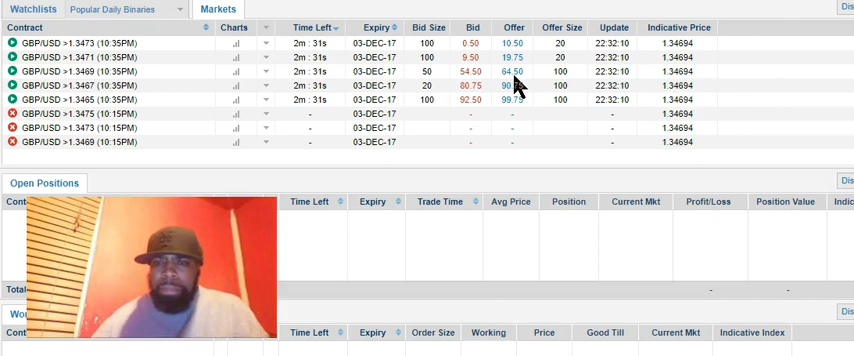 Watchlists Popular Daily Binaries Markets Dis
Contract Charts Time Left Expiry Bid Size Bid Offer Offer Size Update Indicative Price
GBP/USD >1.3473 (10:35PM) 2m : 31s 03-DEC-17 100 0.50 10.50 20 22:32:10 1.34694
GBP/USD >1.3471 (10:35PM) 2m : 31s 03-DEC-17 100 9.50 19.75 20 22:32:10 1.34694
GBP/USD >1.3469 (10:35PM) 2m : 31s 03-DEC-17 50 54.50 64.50 100 22:32:10 1.34694
GBP/USD >1.3467 (10:35PM) 2m : 31s 03-DEC-17 20 80.75 100 22:32:10 1.34694
GBP/USD >1.3465 (10:35PM) 2m : 31s 03-DEC-17 100 92.50 99.75 100 22:32:10 1.34694
GBP/USD >1.3475 (10:15PM) - 03-DEC-17 - - - 1.34694
GBP/USD >1.3473 (10:15PM) - 03-DEC-17 - - - 1.34694
GBP/USD >1.3469 (10:15PM) - 03-DEC-17 - - - 1.34694
Open Positions Dis
Cont Time Left Expiry Trade Time Avg Price Position Current Mkt Profit/Loss Position Value Indic
Total - -
Wo Dis
Cont Time Left Expiry Order Size Working Price Good Till Current Mkt Indicative Index